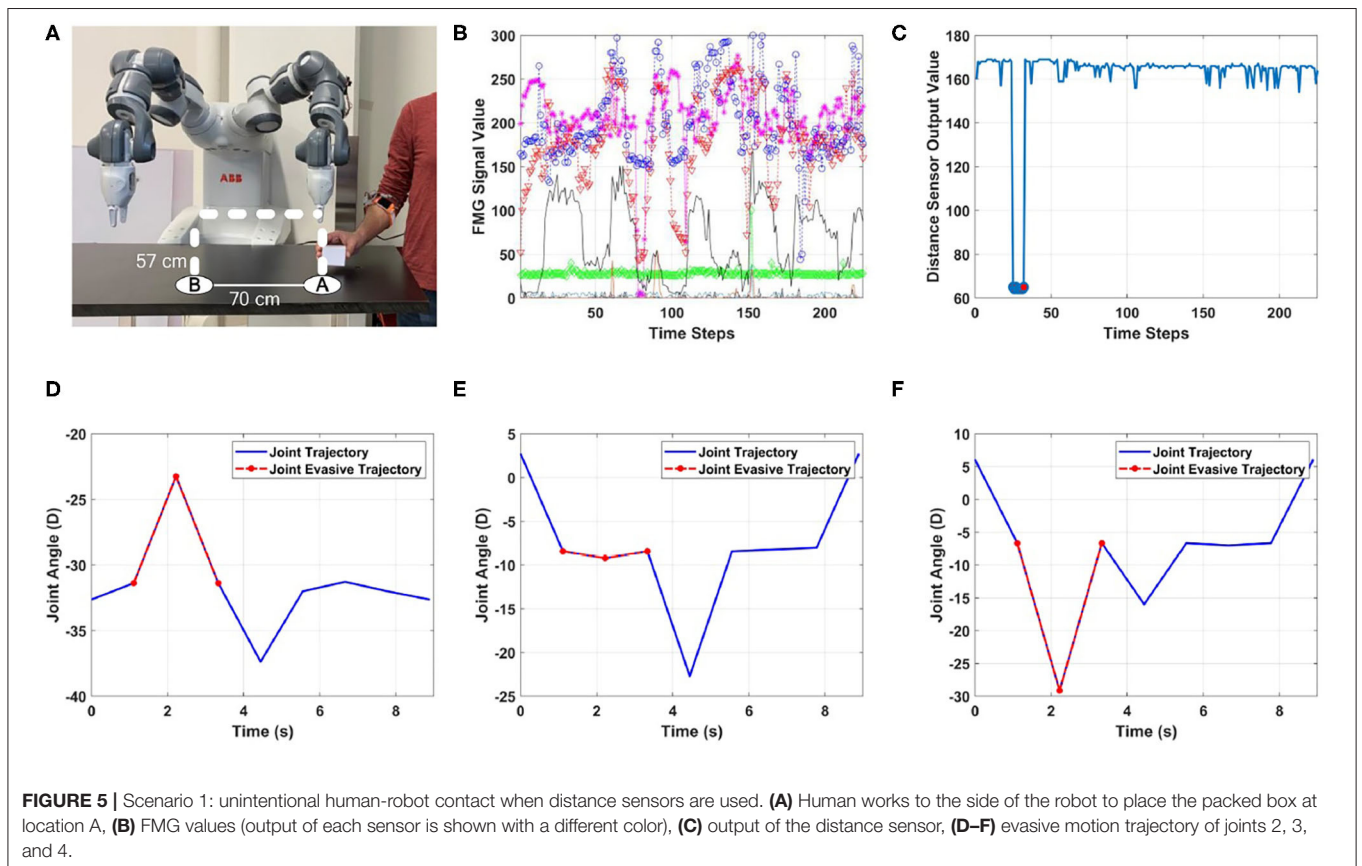 A
ABB
57 cm
B
A
70 cm
B
FMG Signal Value
300
250
200
150
100
50
0
50
100
150
200
Time Steps
C
Distance Sensor Output Value
180
160
140
120
100
80
60
0
50
100
150
200
Time Steps
D
Joint Angle (D)
-20
-25
-30
-35
-40
0
2
4
6
8
Time (s)
Joint Trajectory
Joint Evasive Trajectory
E
Joint Angle (D)
5
0
-5
-10
-15
-20
-25
0
2
4
6
8
Time (s)
Joint Trajectory
Joint Evasive Trajectory
F
Joint Angle (D)
10
5
0
-5
-10
-15
-20
-25
-30
0
2
4
6
8
Time (s)
Joint Trajectory
Joint Evasive Trajectory
FIGURE 5 | Scenario 1: unintentional human-robot contact when distance sensors are used. (A) Human works to the side of the robot to place the packed box at
location A, (B) FMG values (output of each sensor is shown with a different color), (C) output of the distance sensor, (D–F) evasive motion trajectory of joints 2, 3,
and 4.